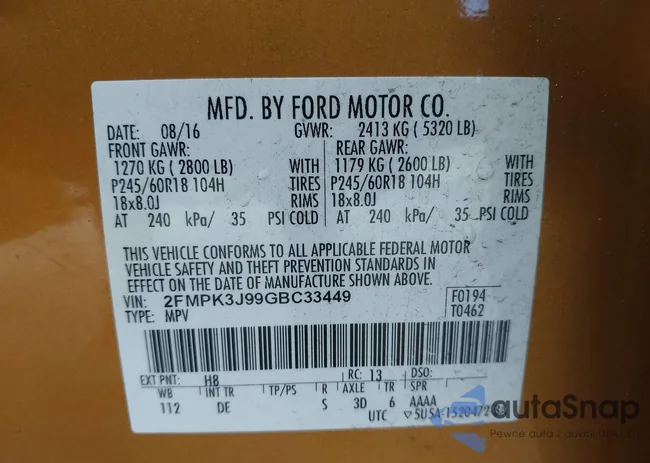 MFD. BY FORD MOTOR CO.
DATE: 08/16 GVWR: 2413 KG ( 5320 LB)
FRONT GAWR: REAR GAWR:
1270 KG ( 2800 LB) WITH 1179 KG ( 2600 LB) WITH
P245/60R18 104H TIRES P245/60R18 104H TIRES
18x8.0J RIMS 18x8.0J RIMS
AT 240 kPa/ 35 PSI COLD AT 240 kPa/ 35 PSI COLD
THIS VEHICLE CONFORMS TO ALL APPLICABLE FEDERAL MOTOR
VEHICLE SAFETY AND THEFT PREVENTION STANDARDS IN
EFFECT ON THE DATE OF MANUFACTURE SHOWN ABOVE.
VIN: 2FMPK3J99GBC33449 F0194
TYPE: MPV T0462
EXT PNT: H8 RC: 13 DSO:
WB INT TR TP/PS R AXLE TR SPR
112 DE S 3D 6 AAAA
UTC
autaSnap